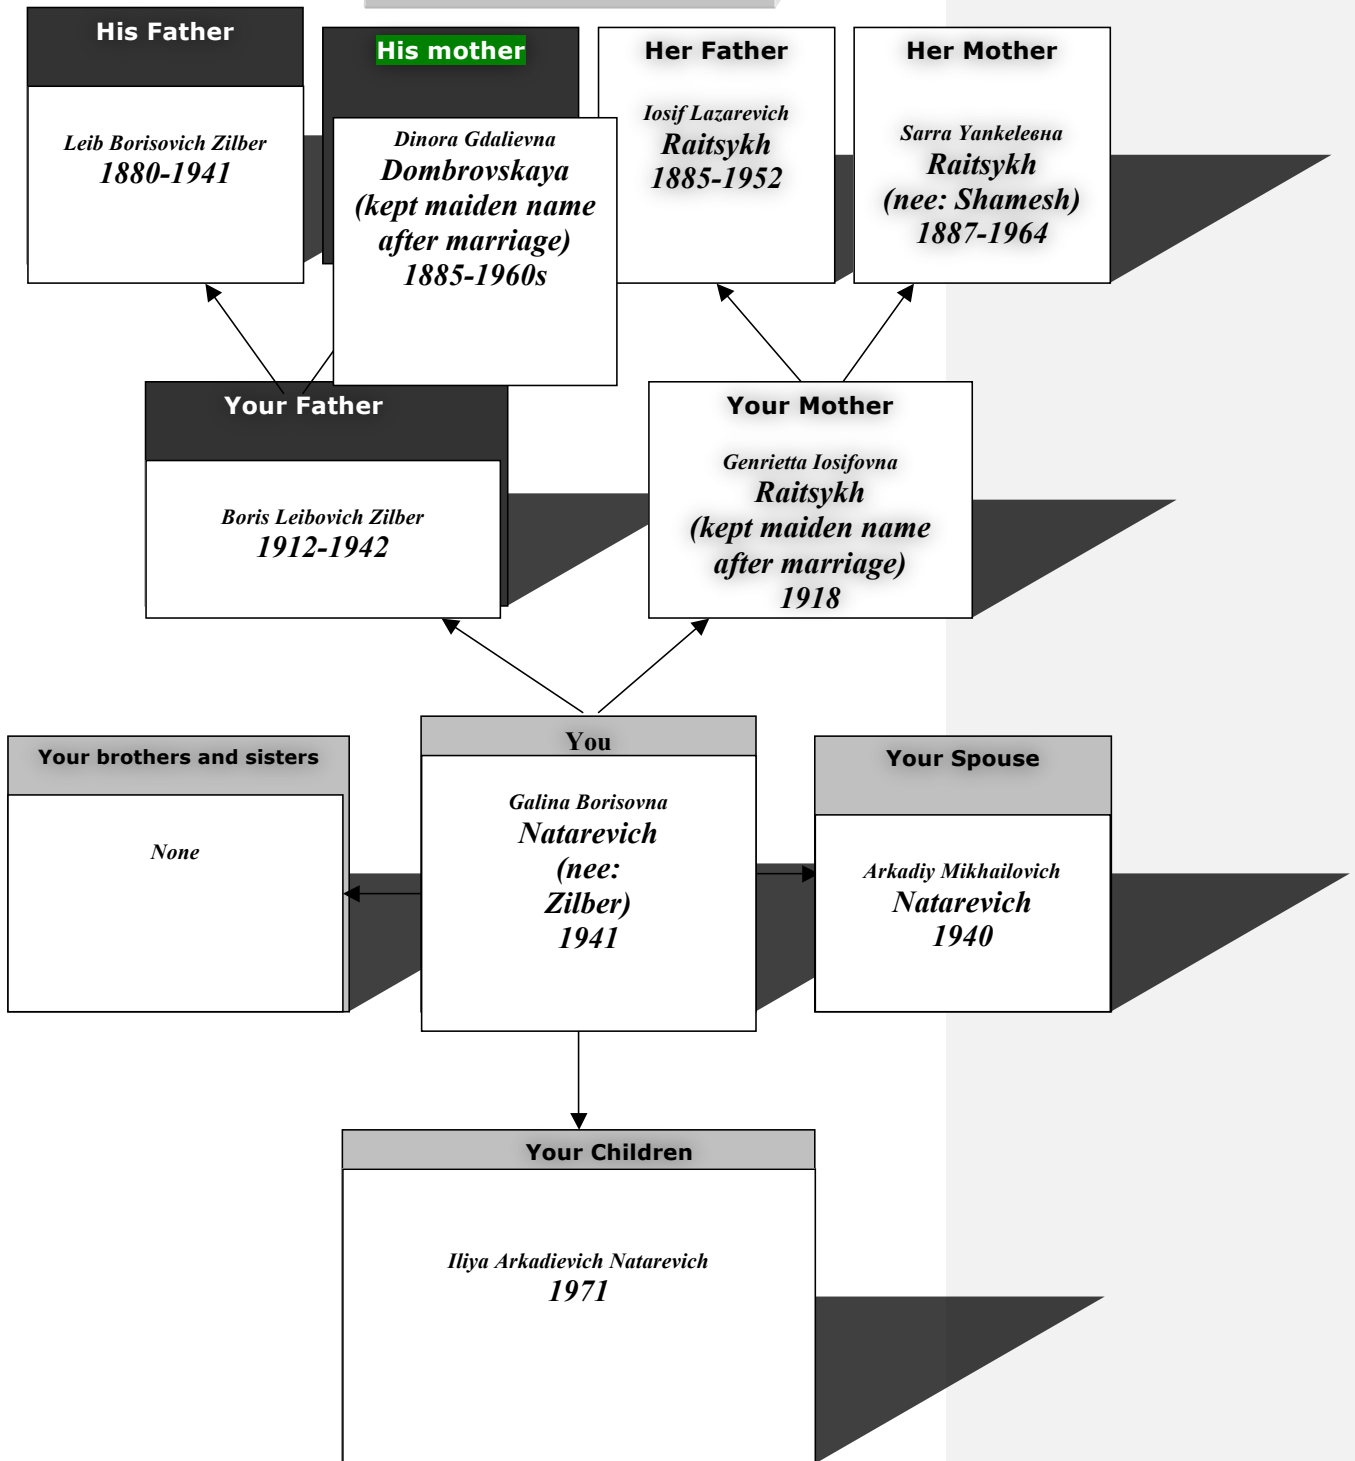 His Father
Leib Borisovich Zilber
1880-1941
His mother
Dinora Gdalievna
Dombrovskaya
(kept maiden name
after marriage)
1885-1960s
Her Father
Iosif Lazarevich
Raitsykh
1885-1952
Her Mother
Sarra Yankeleвна
Raitsykh
(nee: Shamesh)
1887-1964
Your Father
Boris Leibovich Zilber
1912-1942
Your Mother
Genrietta Iosifovna
Raitsykh
(kept maiden name
after marriage)
1918
Your brothers and sisters
None
You
Galina Borisovna
Natarevich
(nee:
Zilber)
1941
Your Spouse
Arkadiy Mikhailovich
Natarevich
1940
Your Children
Iliya Arkadievich Natarevich
1971